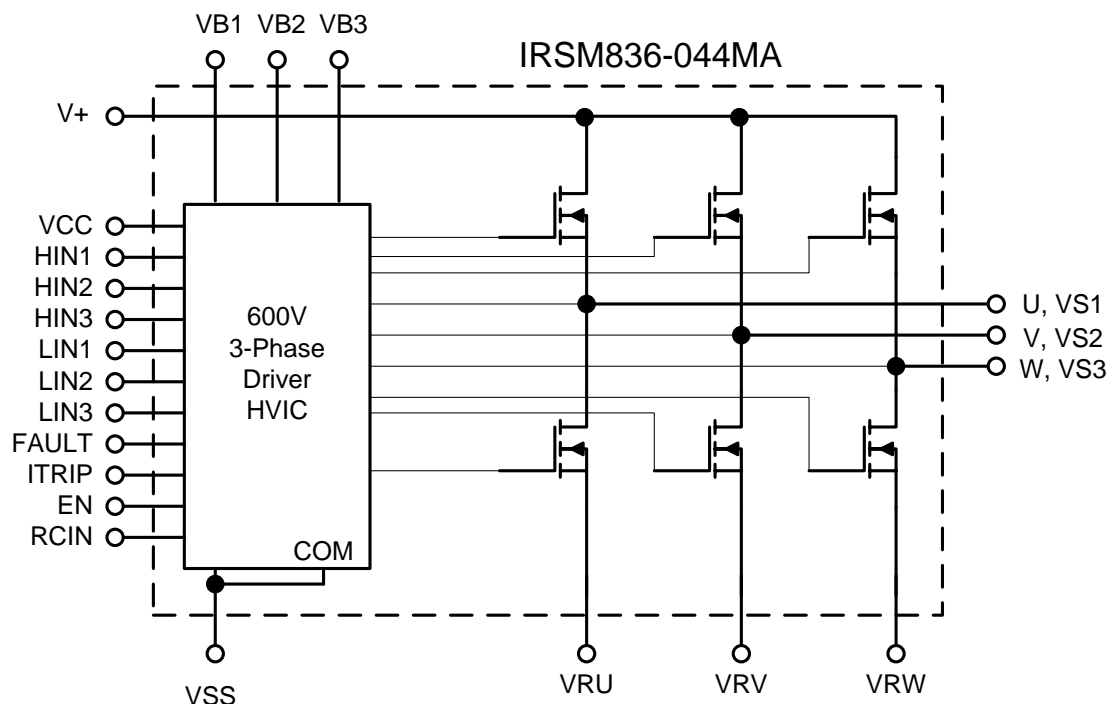 VB1 VB2 VB3
IRSM836-044MA
V+
VCC
HIN1
HIN2
HIN3
LIN1
LIN2
LIN3
FAULT
ITRIP
EN
RCIN
600V
3-Phase
Driver
HVIC
COM
U, VS1
V, VS2
W, VS3
VSS
VRU VRV VRW